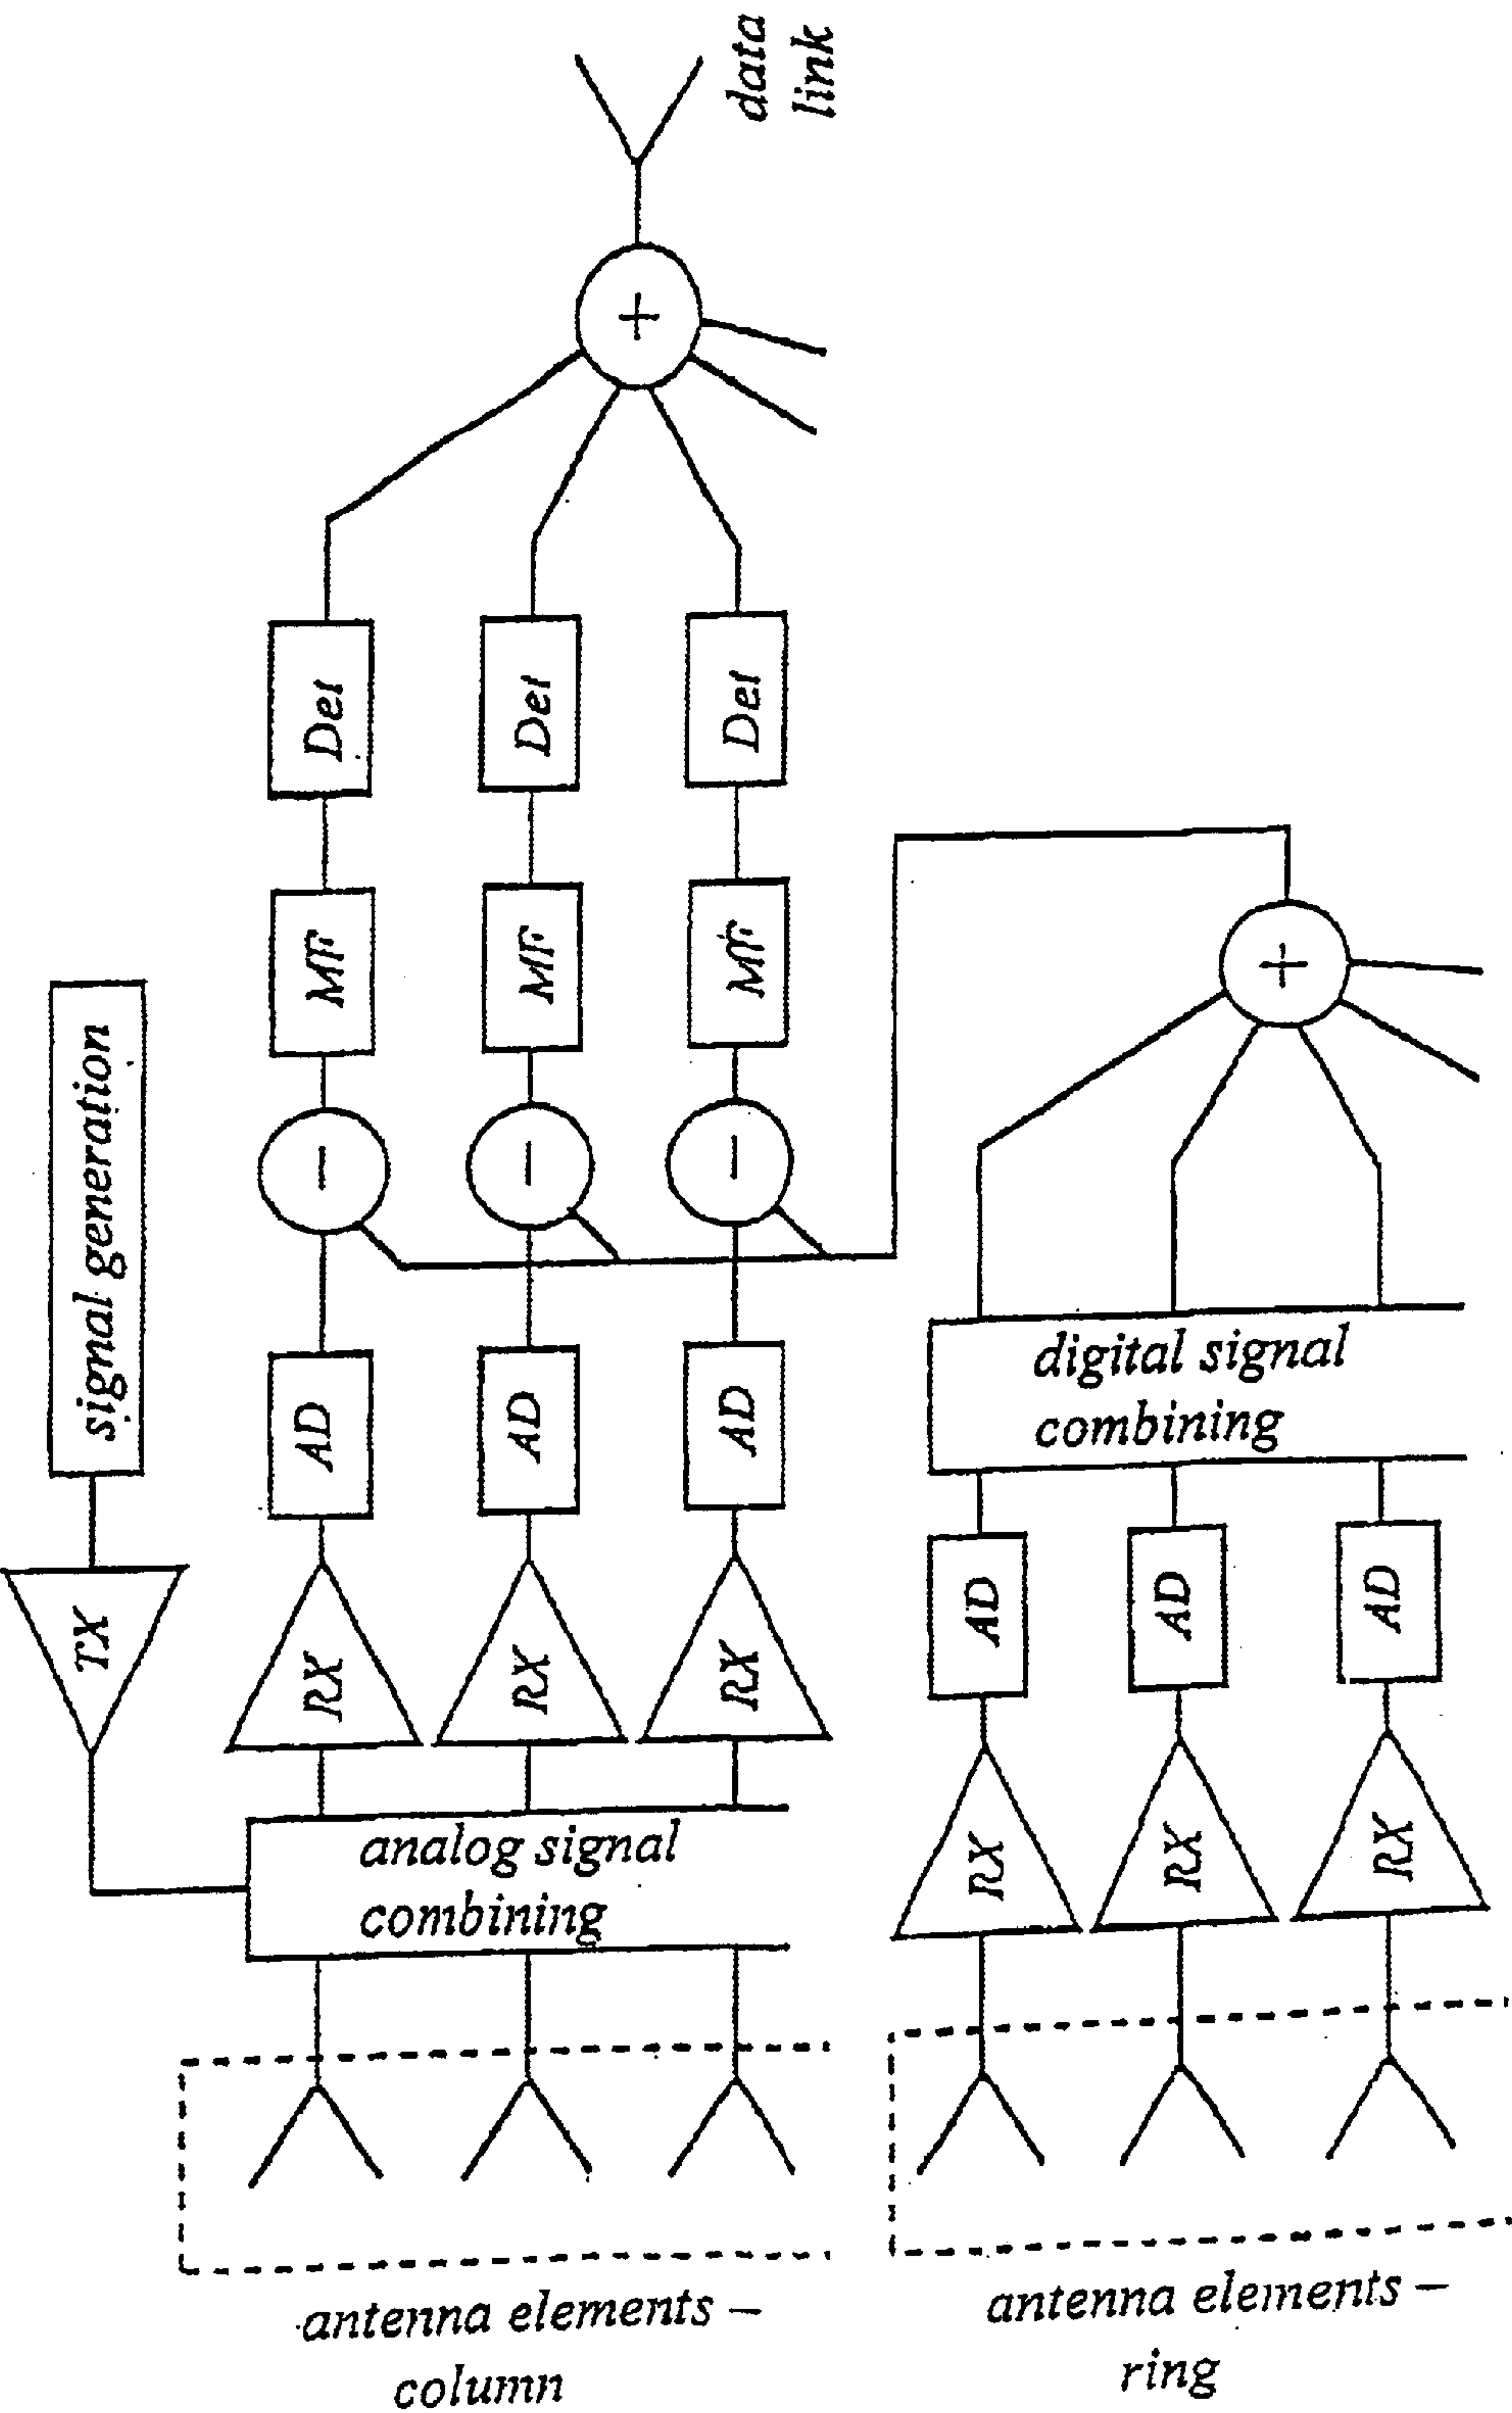 data
link
+
Det
Det
Det
MF
MF
MF
+
signal generation
−
−
−
digital signal
combining
AD
AD
AD
TX
AD
AD
AD
RX
RX
RX
analog signal
combining
RX
RX
RX
antenna elements –
column
antenna elements –
ring